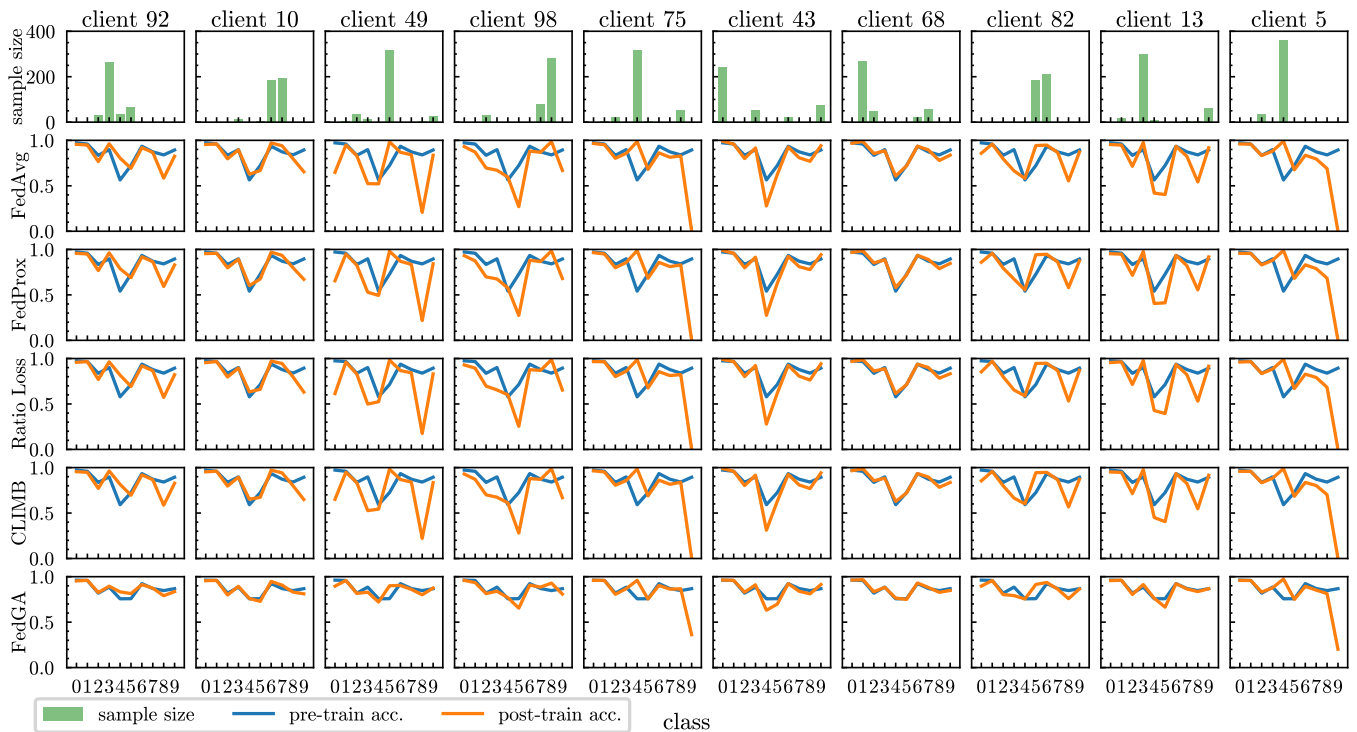 client 92 client 10 client 49 client 98 client 75 client 43 client 68 client 82 client 13 client 5
sample size
400
200
0
FedAvg
1.0
0.5
0.0
FedProx
1.0
0.5
0.0
Ratio Loss
1.0
0.5
0.0
CLIMB
1.0
0.5
0.0
FedGA
1.0
0.5
0.0
0123456789 0123456789 0123456789 0123456789 0123456789 0123456789 0123456789 0123456789 0123456789 0123456789
sample size pre-train acc. post-train acc.
class